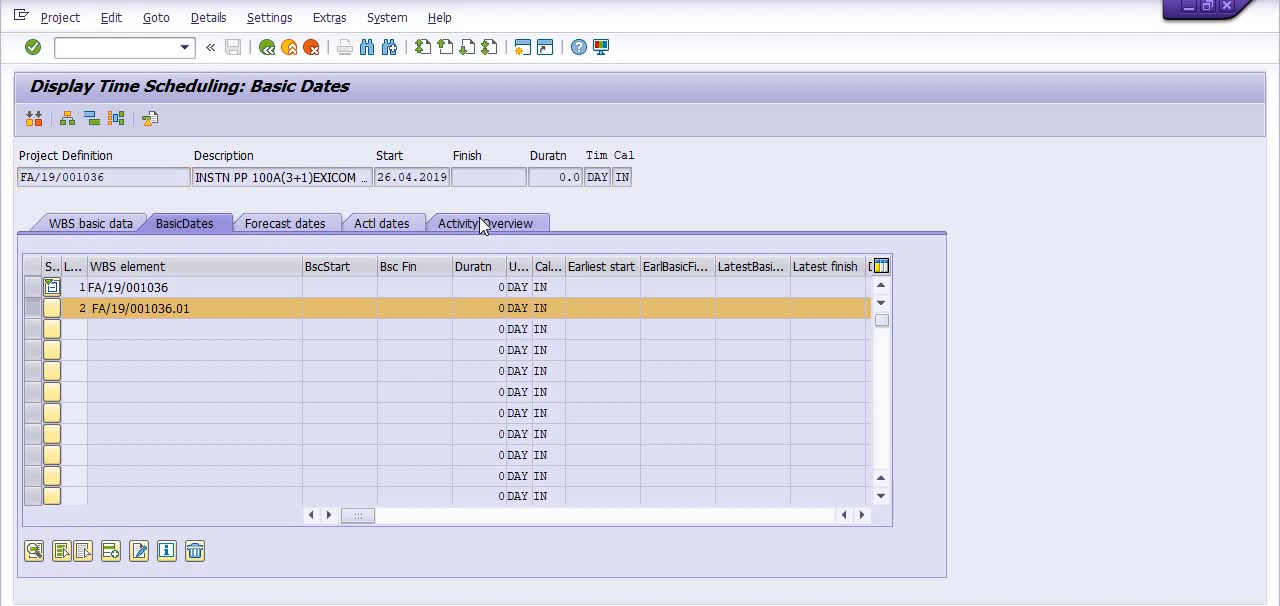 Project Edit Goto Details Settings Extras System Help
Display Time Scheduling: Basic Dates
Project Definition Description Start Finish Duratn Tim Cal
FA/19/001036 INSTN PP 100A(3+1)EXICOM ... 26.04.2019 0.0 DAY IN
WBS basic data BasicDates Forecast dates Actl dates Activity Overview
S.. L... WBS element BscStart Bsc Fin Duratn U... Cal... Earliest start EarlBasicFi... LatestBasi... Latest finish
1 FA/19/001036 0 DAY IN
2 FA/19/001036.01 0 DAY IN
0 DAY IN
0 DAY IN
0 DAY IN
0 DAY IN
0 DAY IN
0 DAY IN
0 DAY IN
0 DAY IN
0 DAY IN